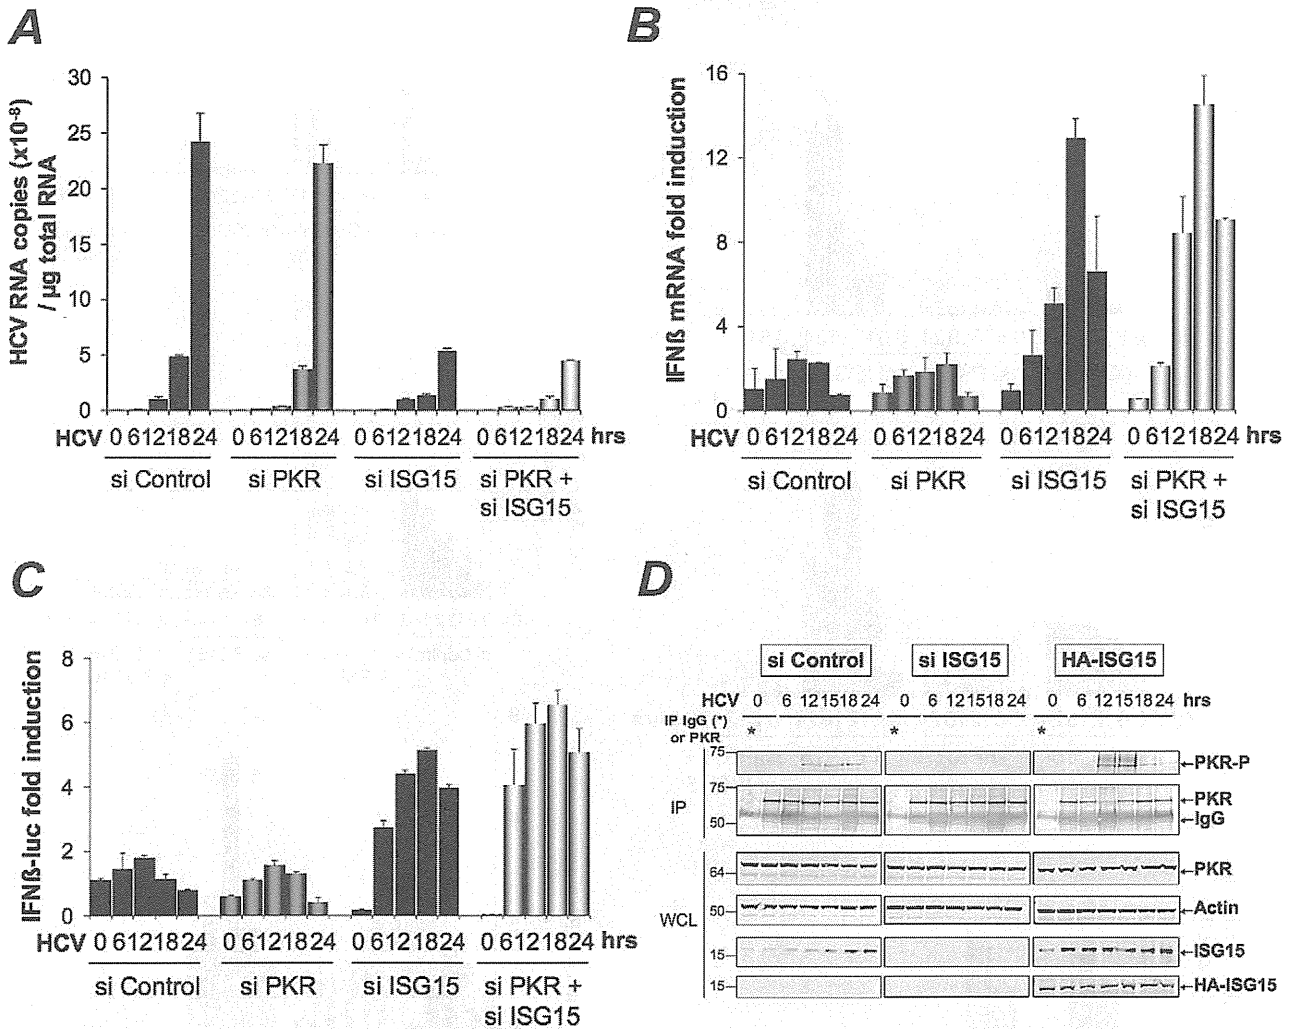 A
HCV RNA copies (x10-8)
/ µg total RNA
30
25
20
15
10
5
0
HCV 0 6 12 18 24 0 6 12 18 24 0 6 12 18 24 0 6 12 18 24 hrs
si Control si PKR si ISG15 si PKR +
si ISG15
B
IFNß mRNA fold induction
16
12
8
4
0
HCV 0 6 12 18 24 0 6 12 18 24 0 6 12 18 24 0 6 12 18 24 hrs
si Control si PKR si ISG15 si PKR +
si ISG15
C
IFNß-luc fold induction
8
6
4
2
0
HCV 0 6 12 18 24 0 6 12 18 24 0 6 12 18 24 0 6 12 18 24 hrs
si Control si PKR si ISG15 si PKR +
si ISG15
D
si Control si ISG15 HA-ISG15
HCV 0 6 12 15 18 24 0 6 12 15 18 24 0 6 12 15 18 24 hrs
IP IgG (*)
or PKR * * *
75 PKR-P
IP
75 PKR
50 IgG
WCL
64 PKR
50 Actin
15 ISG15
15 HA-ISG15